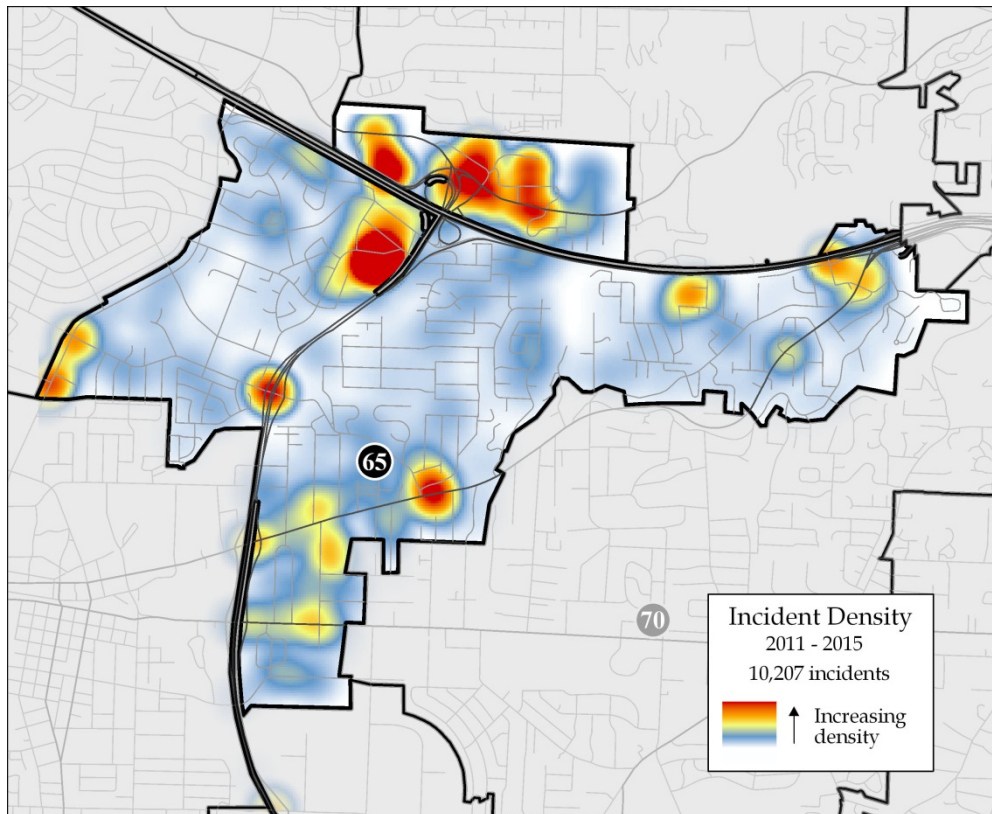 65
70
Incident Density
2011 - 2015
10,207 incidents
Increasing
density